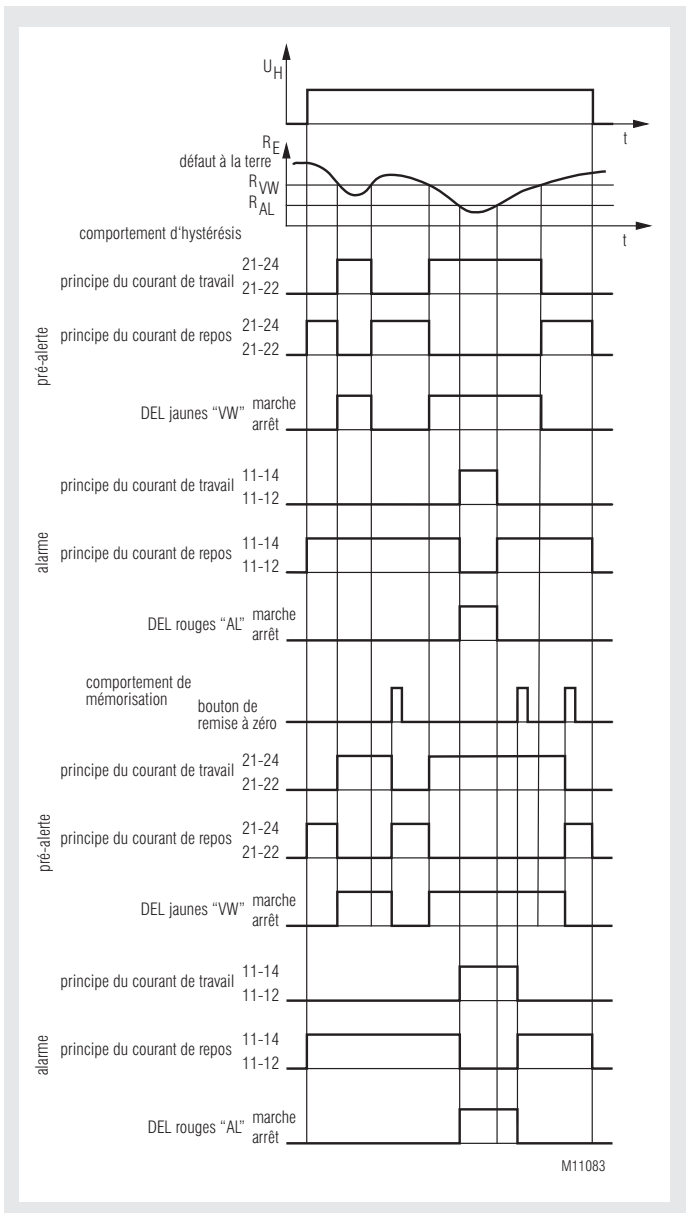 UH
t
RE
défaut à la terre
RVW
RAL
t
comportement d'hystérésis
pré-alerte
principe du courant de travail 21-24
21-22
principe du courant de repos 21-24
21-22
DEL jaunes “VW” marche
arrêt
alarme
principe du courant de travail 11-14
11-12
principe du courant de repos 11-14
11-12
DEL rouges “AL” marche
arrêt
comportement de
mémorisation
bouton de
remise à zéro
pré-alerte
principe du courant de travail 21-24
21-22
principe du courant de repos 21-24
21-22
DEL jaunes “VW” marche
arrêt
alarme
principe du courant de travail 11-14
11-12
principe du courant de repos 11-14
11-12
DEL rouges “AL” marche
arrêt
M11083